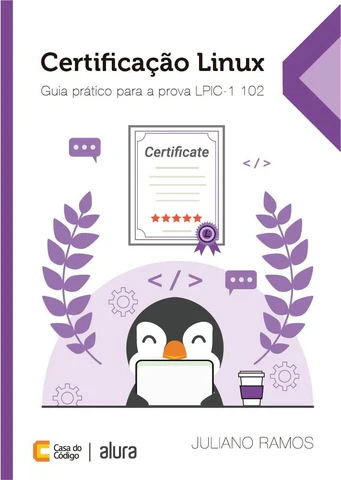 Certificação Linux
Guia prático para a prova LPIC-1 102
Certificate
</>
</>
Casa do
Código
alura
JULIANO RAMOS